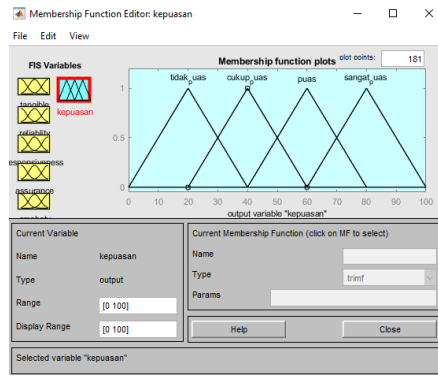 Membership Function Editor: kepuasan
File Edit View
FIS Variables
Membership function plots plot points: 181
tangible
reliability
responsiveness
assurance
kepuasan
tidak_puas cukup_puas puas sangat_puas
1
0.5
0
0 10 20 30 40 50 60 70 80 90 100
output variable "kepuasan"
Current Variable
Name kepuasan
Type output
Range [0 100]
Display Range [0 100]
Current Membership Function (click on MF to select)
Name
Type trimf
Params
Help Close
Selected variable "kepuasan"